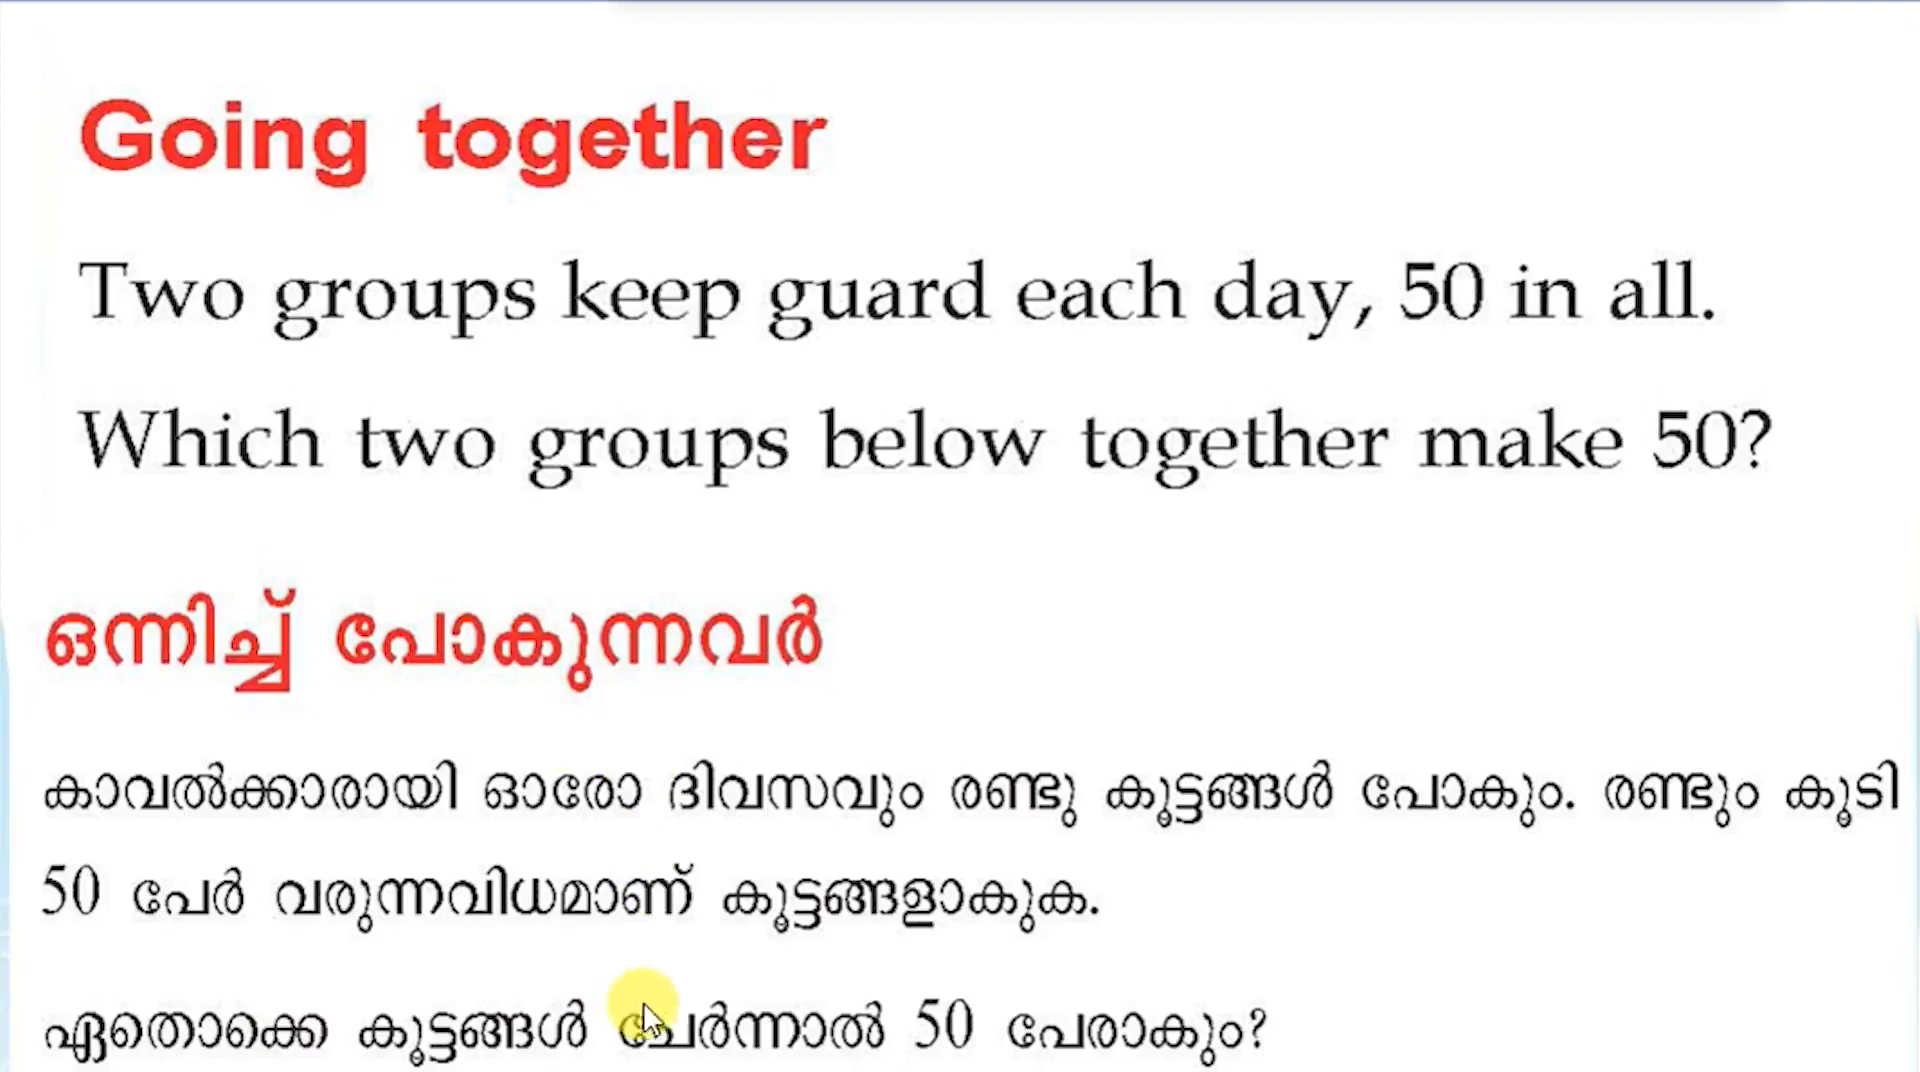 Going together
Two groups keep guard each day, 50 in all.
Which two groups below together make 50?
ഒന്നിച്ച് പോകുന്നവർ
കാവൽക്കാരായി ഓരോ ദിവസവും രണ്ടു കൂട്ടങ്ങൾ പോകും. രണ്ടും കൂടി
50 പേർ വരുന്നവിധമാണ് കൂട്ടങ്ങളാകുക.
ഏതൊക്കെ കൂട്ടങ്ങൾ ചേർന്നാൽ 50 പേരാകും?